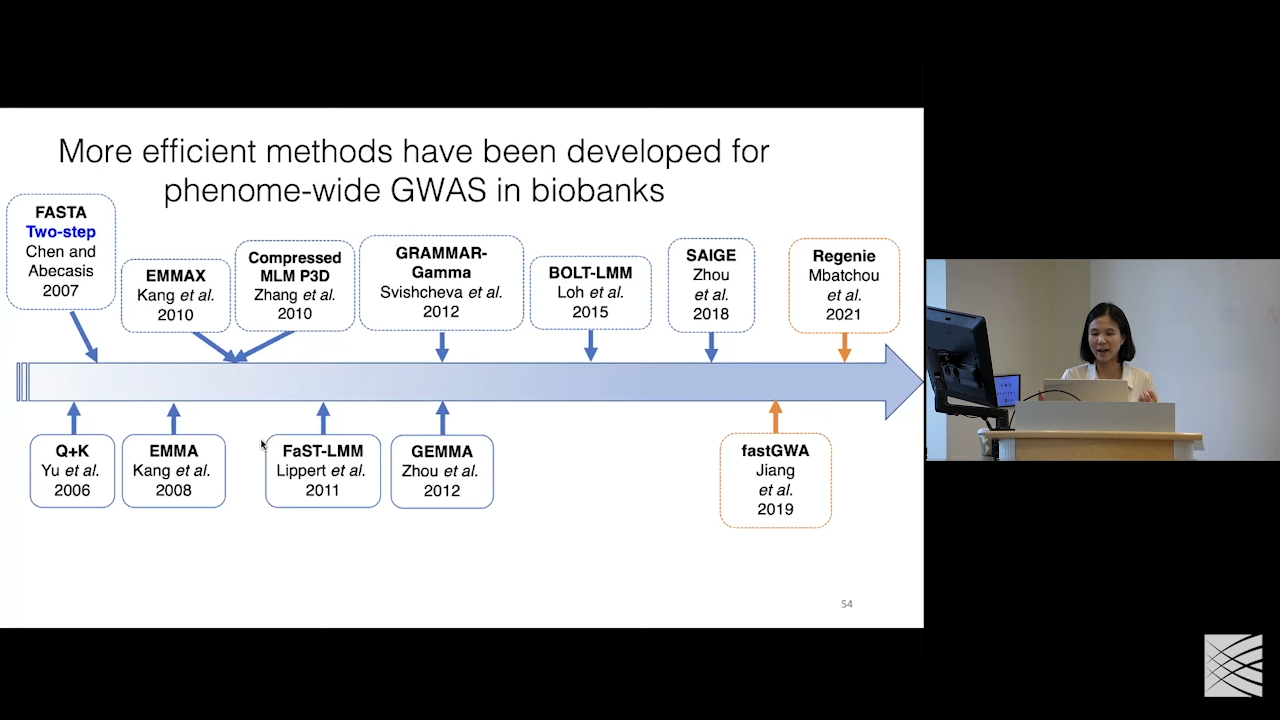 More efficient methods have been developed for
phenome-wide GWAS in biobanks
FASTA
Two-step
Chen and
Abecasis
2007
EMMAX
Kang et al.
2010
Compressed
MLM P3D
Zhang et al.
2010
GRAMMAR-
Gamma
Svishcheva et al.
2012
BOLT-LMM
Loh et al.
2015
SAIGE
Zhou
et al.
2018
Regenie
Mbatchou
et al.
2021
Q+K
Yu et al.
2006
EMMA
Kang et al.
2008
FaST-LMM
Lippert et al.
2011
GEMMA
Zhou et al.
2012
fastGWA
Jiang
et al.
2019
54